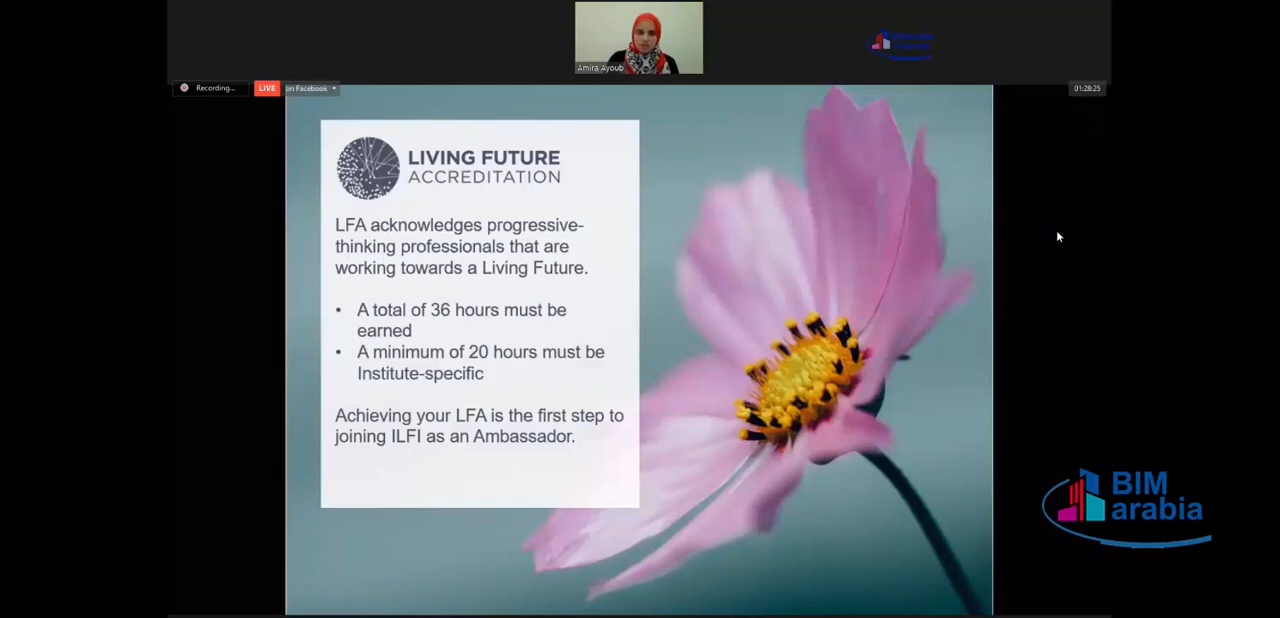 Amira Ayoub
BIM arabia
Recording...
LIVE
on Facebook
01:28:25
LIVING FUTURE
ACCREDITATION
LFA acknowledges progressive-
thinking professionals that are
working towards a Living Future.
• A total of 36 hours must be
earned
• A minimum of 20 hours must be
Institute-specific
Achieving your LFA is the first step to
joining ILFI as an Ambassador.
BIM
arabia